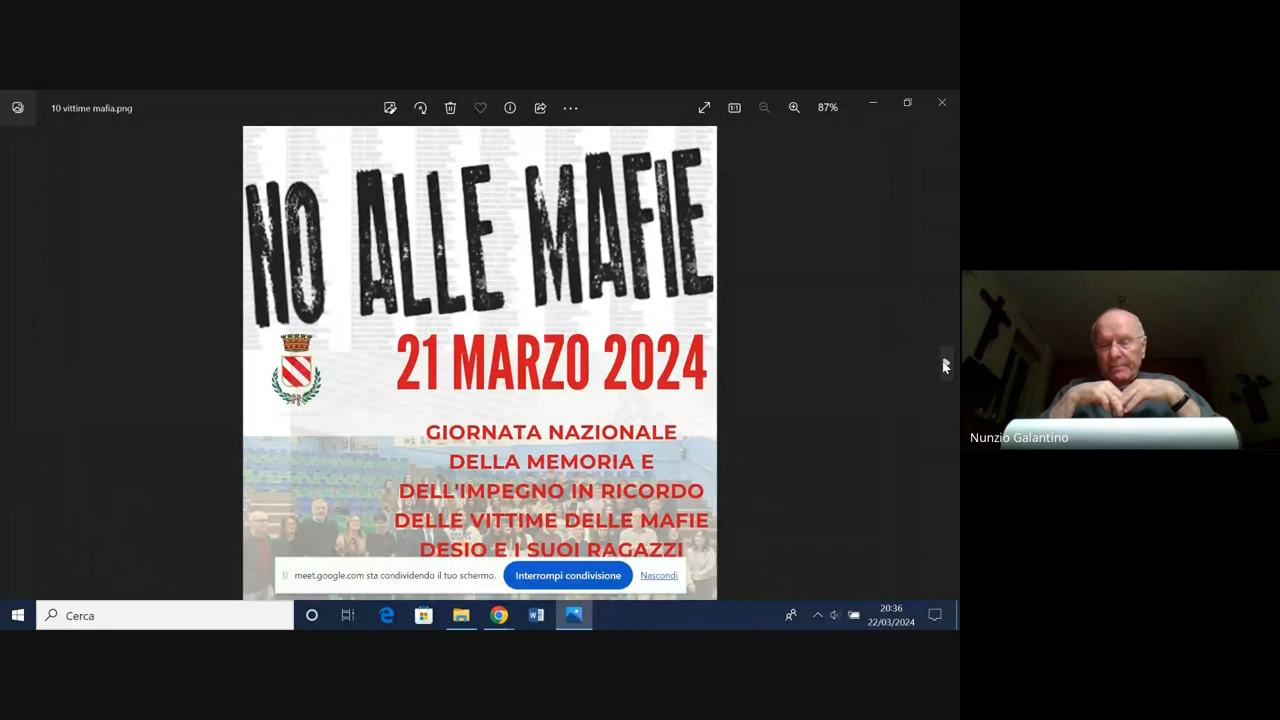 10 vittime mafia.png
87%
NO ALLE MAFIE
21 MARZO 2024
GIORNATA NAZIONALE
DELLA MEMORIA E
DELL'IMPEGNO IN RICORDO
DELLE VITTIME DELLE MAFIE
DESIO E I SUOI RAGAZZI
meet.google.com sta condividendo il tuo schermo.
Interrompi condivisione
Nascondi
Nunzio Galantino
Cerca
20:36
22/03/2024